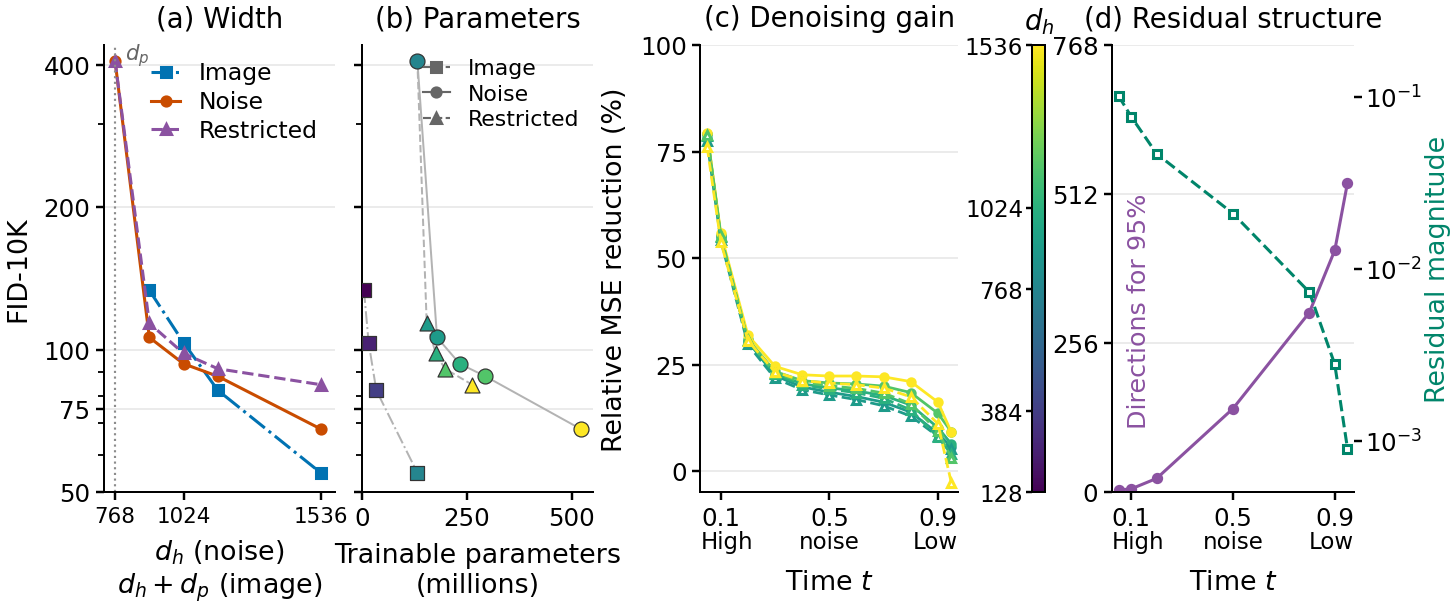 (a) Width
FID-10K
400
200
100
75
50
768
1024
1536
d_p
Image
Noise
Restricted
d_h (noise)
d_h + d_p (image)
(b) Parameters
Image
Noise
Restricted
0
250
500
Trainable parameters
(millions)
(c) Denoising gain
Relative MSE reduction (%)
100
75
50
25
0
0.1
0.5
0.9
High
noise
Low
Time t
d_h
1536
1024
768
384
128
(d) Residual structure
768
512
256
0
Directions for 95%
10⁻¹
10⁻²
10⁻³
Residual magnitude
0.1
0.5
0.9
High
noise
Low
Time t